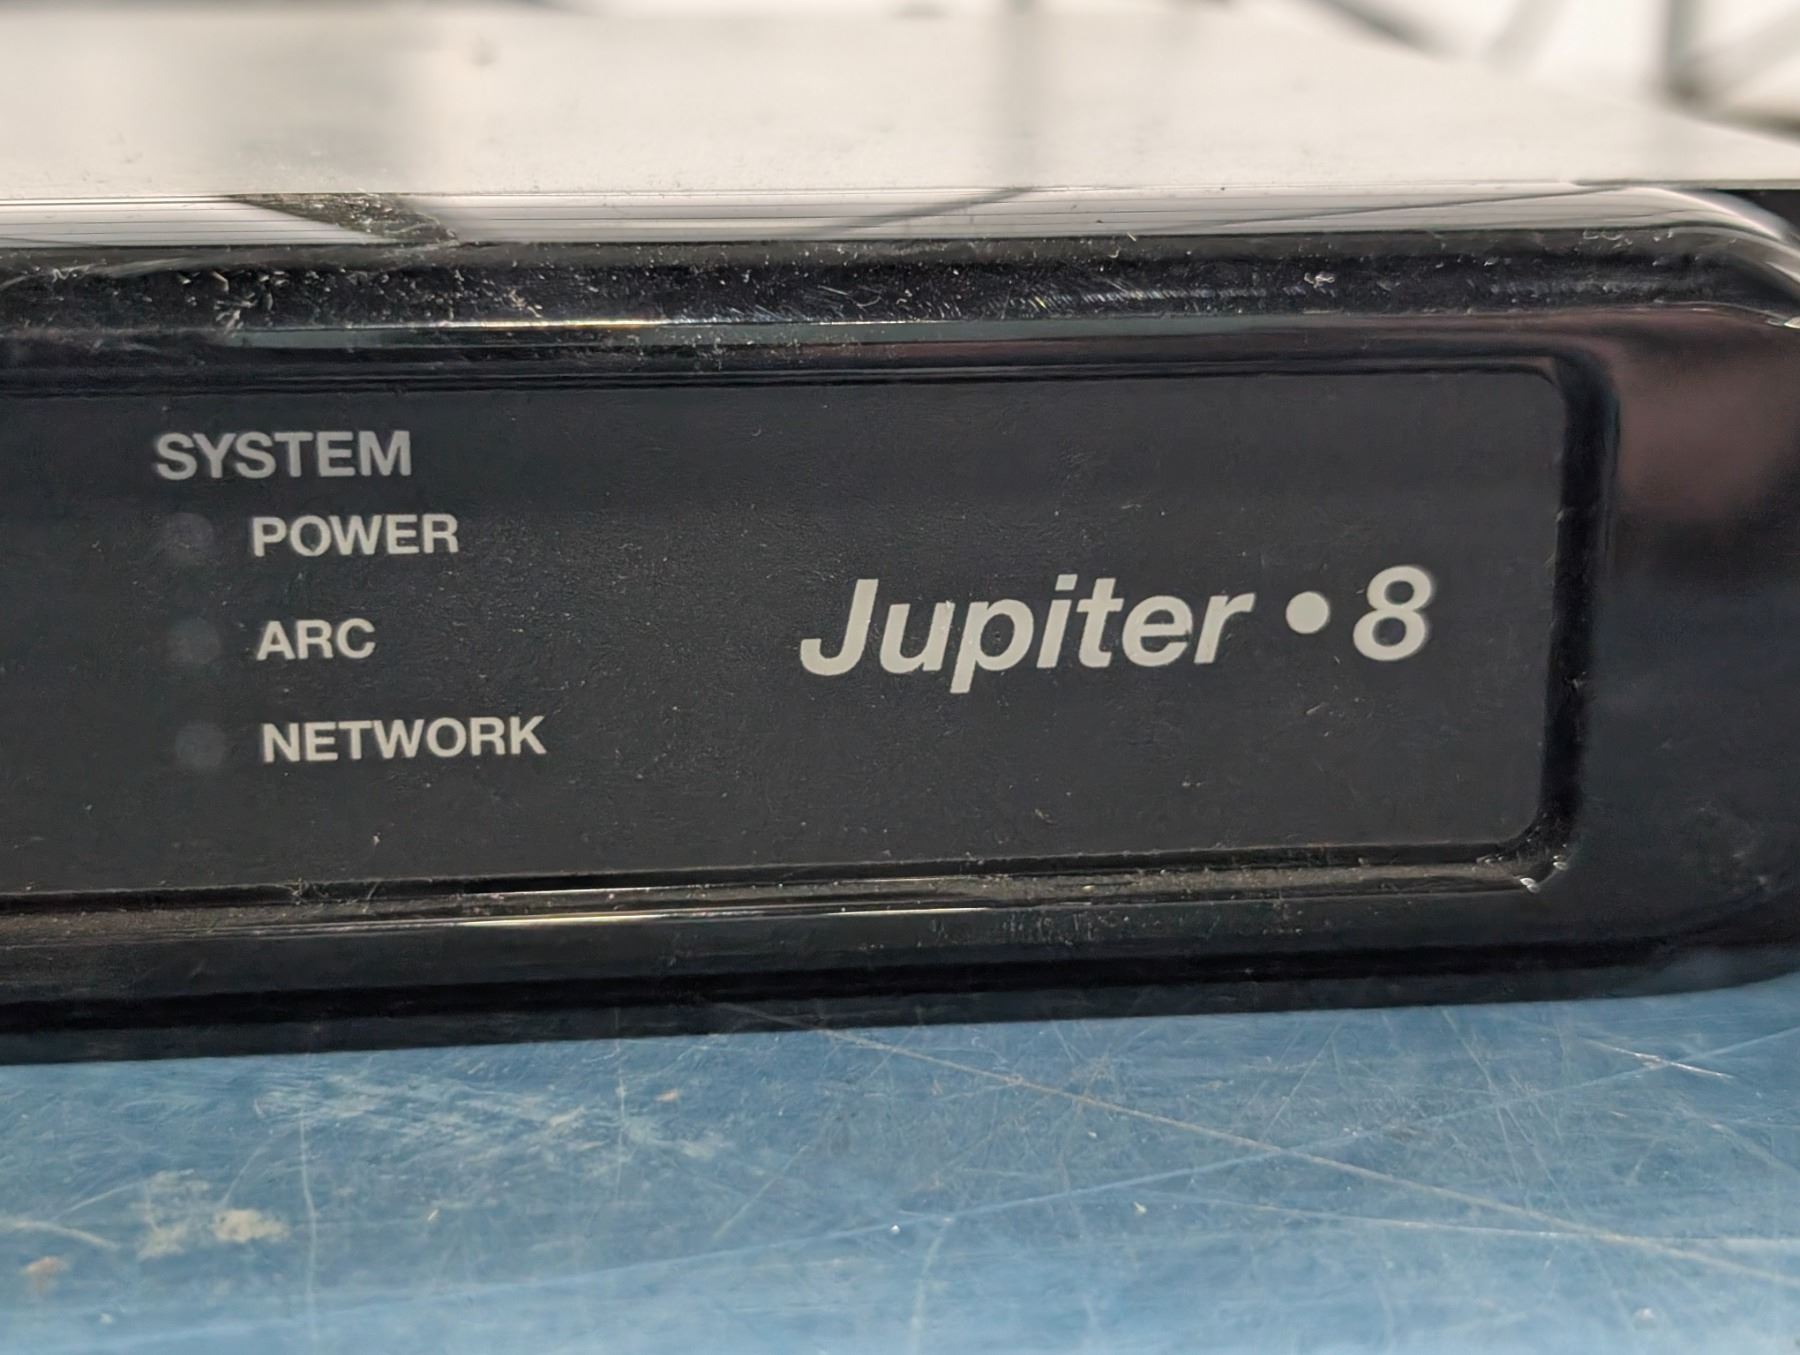 SYSTEM
POWER
ARC
NETWORK
Jupiter • 8